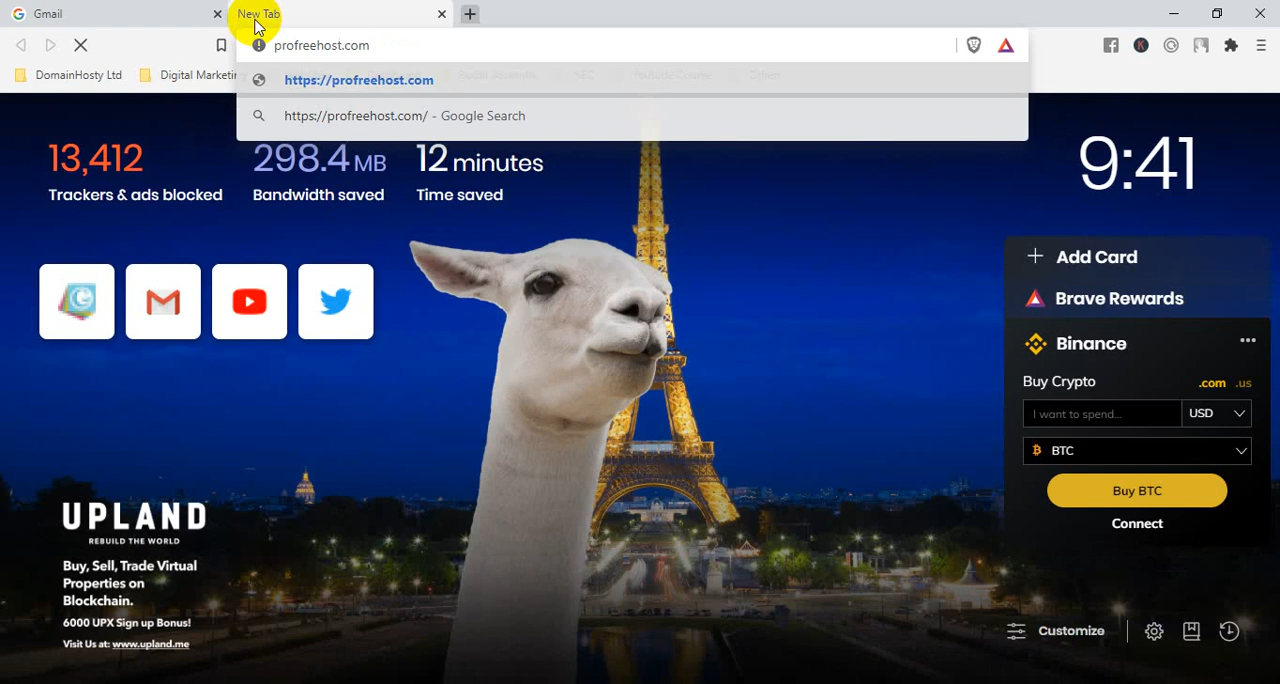 Gmail
New Tab
profreehost.com
DomainHosty Ltd
Digital Marketin
https://profreehost.com
https://profreehost.com/ - Google Search
13,412
Trackers & ads blocked
298.4 MB
Bandwidth saved
12 minutes
Time saved
9:41
Add Card
Brave Rewards
Binance
Buy Crypto
.com .us
I want to spend...
USD
BTC
Buy BTC
Connect
UPLAND
REBUILD THE WORLD
Buy, Sell, Trade Virtual
Properties on
Blockchain.
6000 UPX Sign up Bonus!
Visit Us at: www.upland.me
Customize